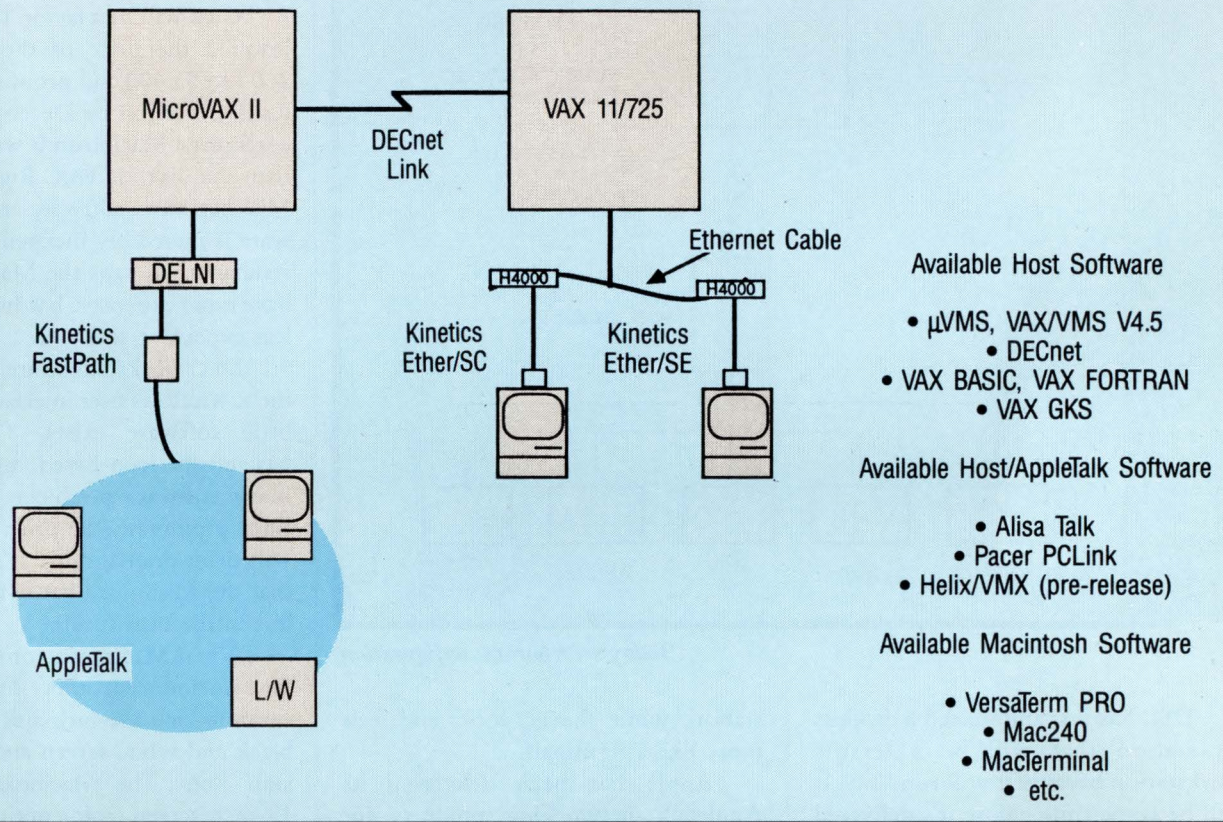 MicroVAX II
VAX 11/725
DECnet
Link
DELNI
Ethernet Cable
H4000
H4000
Kinetics
FastPath
Kinetics
Ether/SC
Kinetics
Ether/SE
AppleTalk
L/W
Available Host Software
• µVMS, VAX/VMS V4.5
• DECnet
• VAX BASIC, VAX FORTRAN
• VAX GKS
Available Host/AppleTalk Software
• Alisa Talk
• Pacer PCLink
• Helix/VMX (pre-release)
Available Macintosh Software
• VersaTerm PRO
• Mac240
• MacTerminal
• etc.